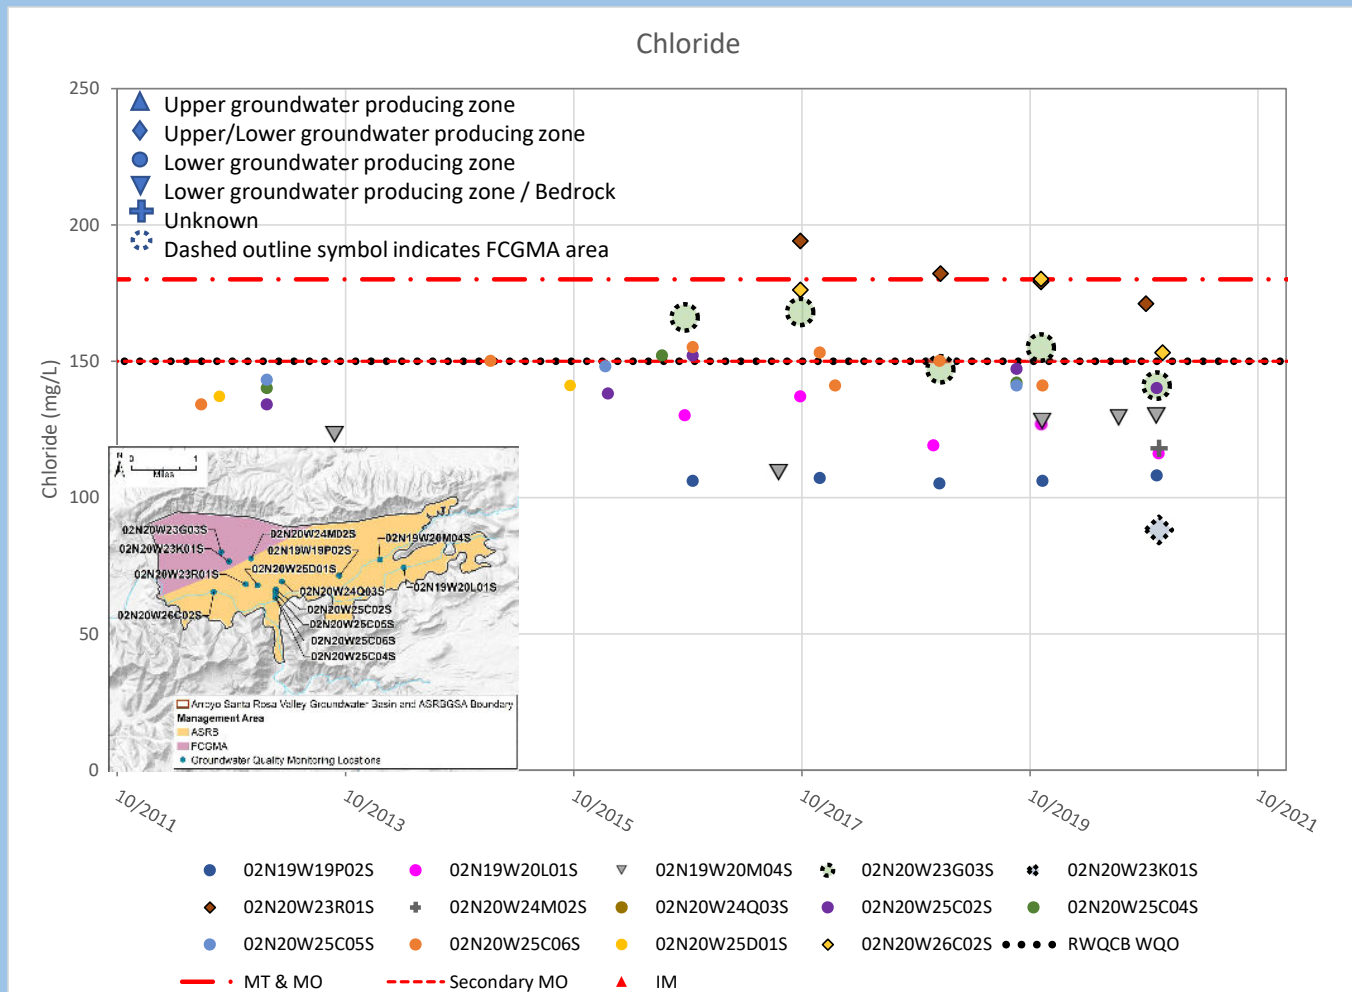 Chloride
250
200
150
100
50
0
Chloride (mg/L)
Upper groundwater producing zone
Upper/Lower groundwater producing zone
Lower groundwater producing zone
Lower groundwater producing zone / Bedrock
Unknown
Dashed outline symbol indicates FCGMA area
N
0 1
Miles
02N20W23G03S
02N20W24M02S
02N20W23K01S
02N19W19P02S
02N19W20M04S
02N20W23R01S
02N20W25D01S
02N19W20L01S
02N20W24Q03S
02N20W26C02S
02N20W25C02S
02N20W25C05S
02N20W25C06S
02N20W25C04S
Arroyo Santa Rosa Valley Groundwater Basin and ASRBGSA Boundary
Management Area
ASRB
FCGMA
Groundwater Quality Monitoring Locations
10/2011
10/2013
10/2015
10/2017
10/2019
10/2021
02N19W19P02S
02N19W20L01S
02N19W20M04S
02N20W23G03S
02N20W23K01S
02N20W23R01S
02N20W24M02S
02N20W24Q03S
02N20W25C02S
02N20W25C04S
02N20W25C05S
02N20W25C06S
02N20W25D01S
02N20W26C02S
RWQCB WQO
MT & MO
Secondary MO
IM